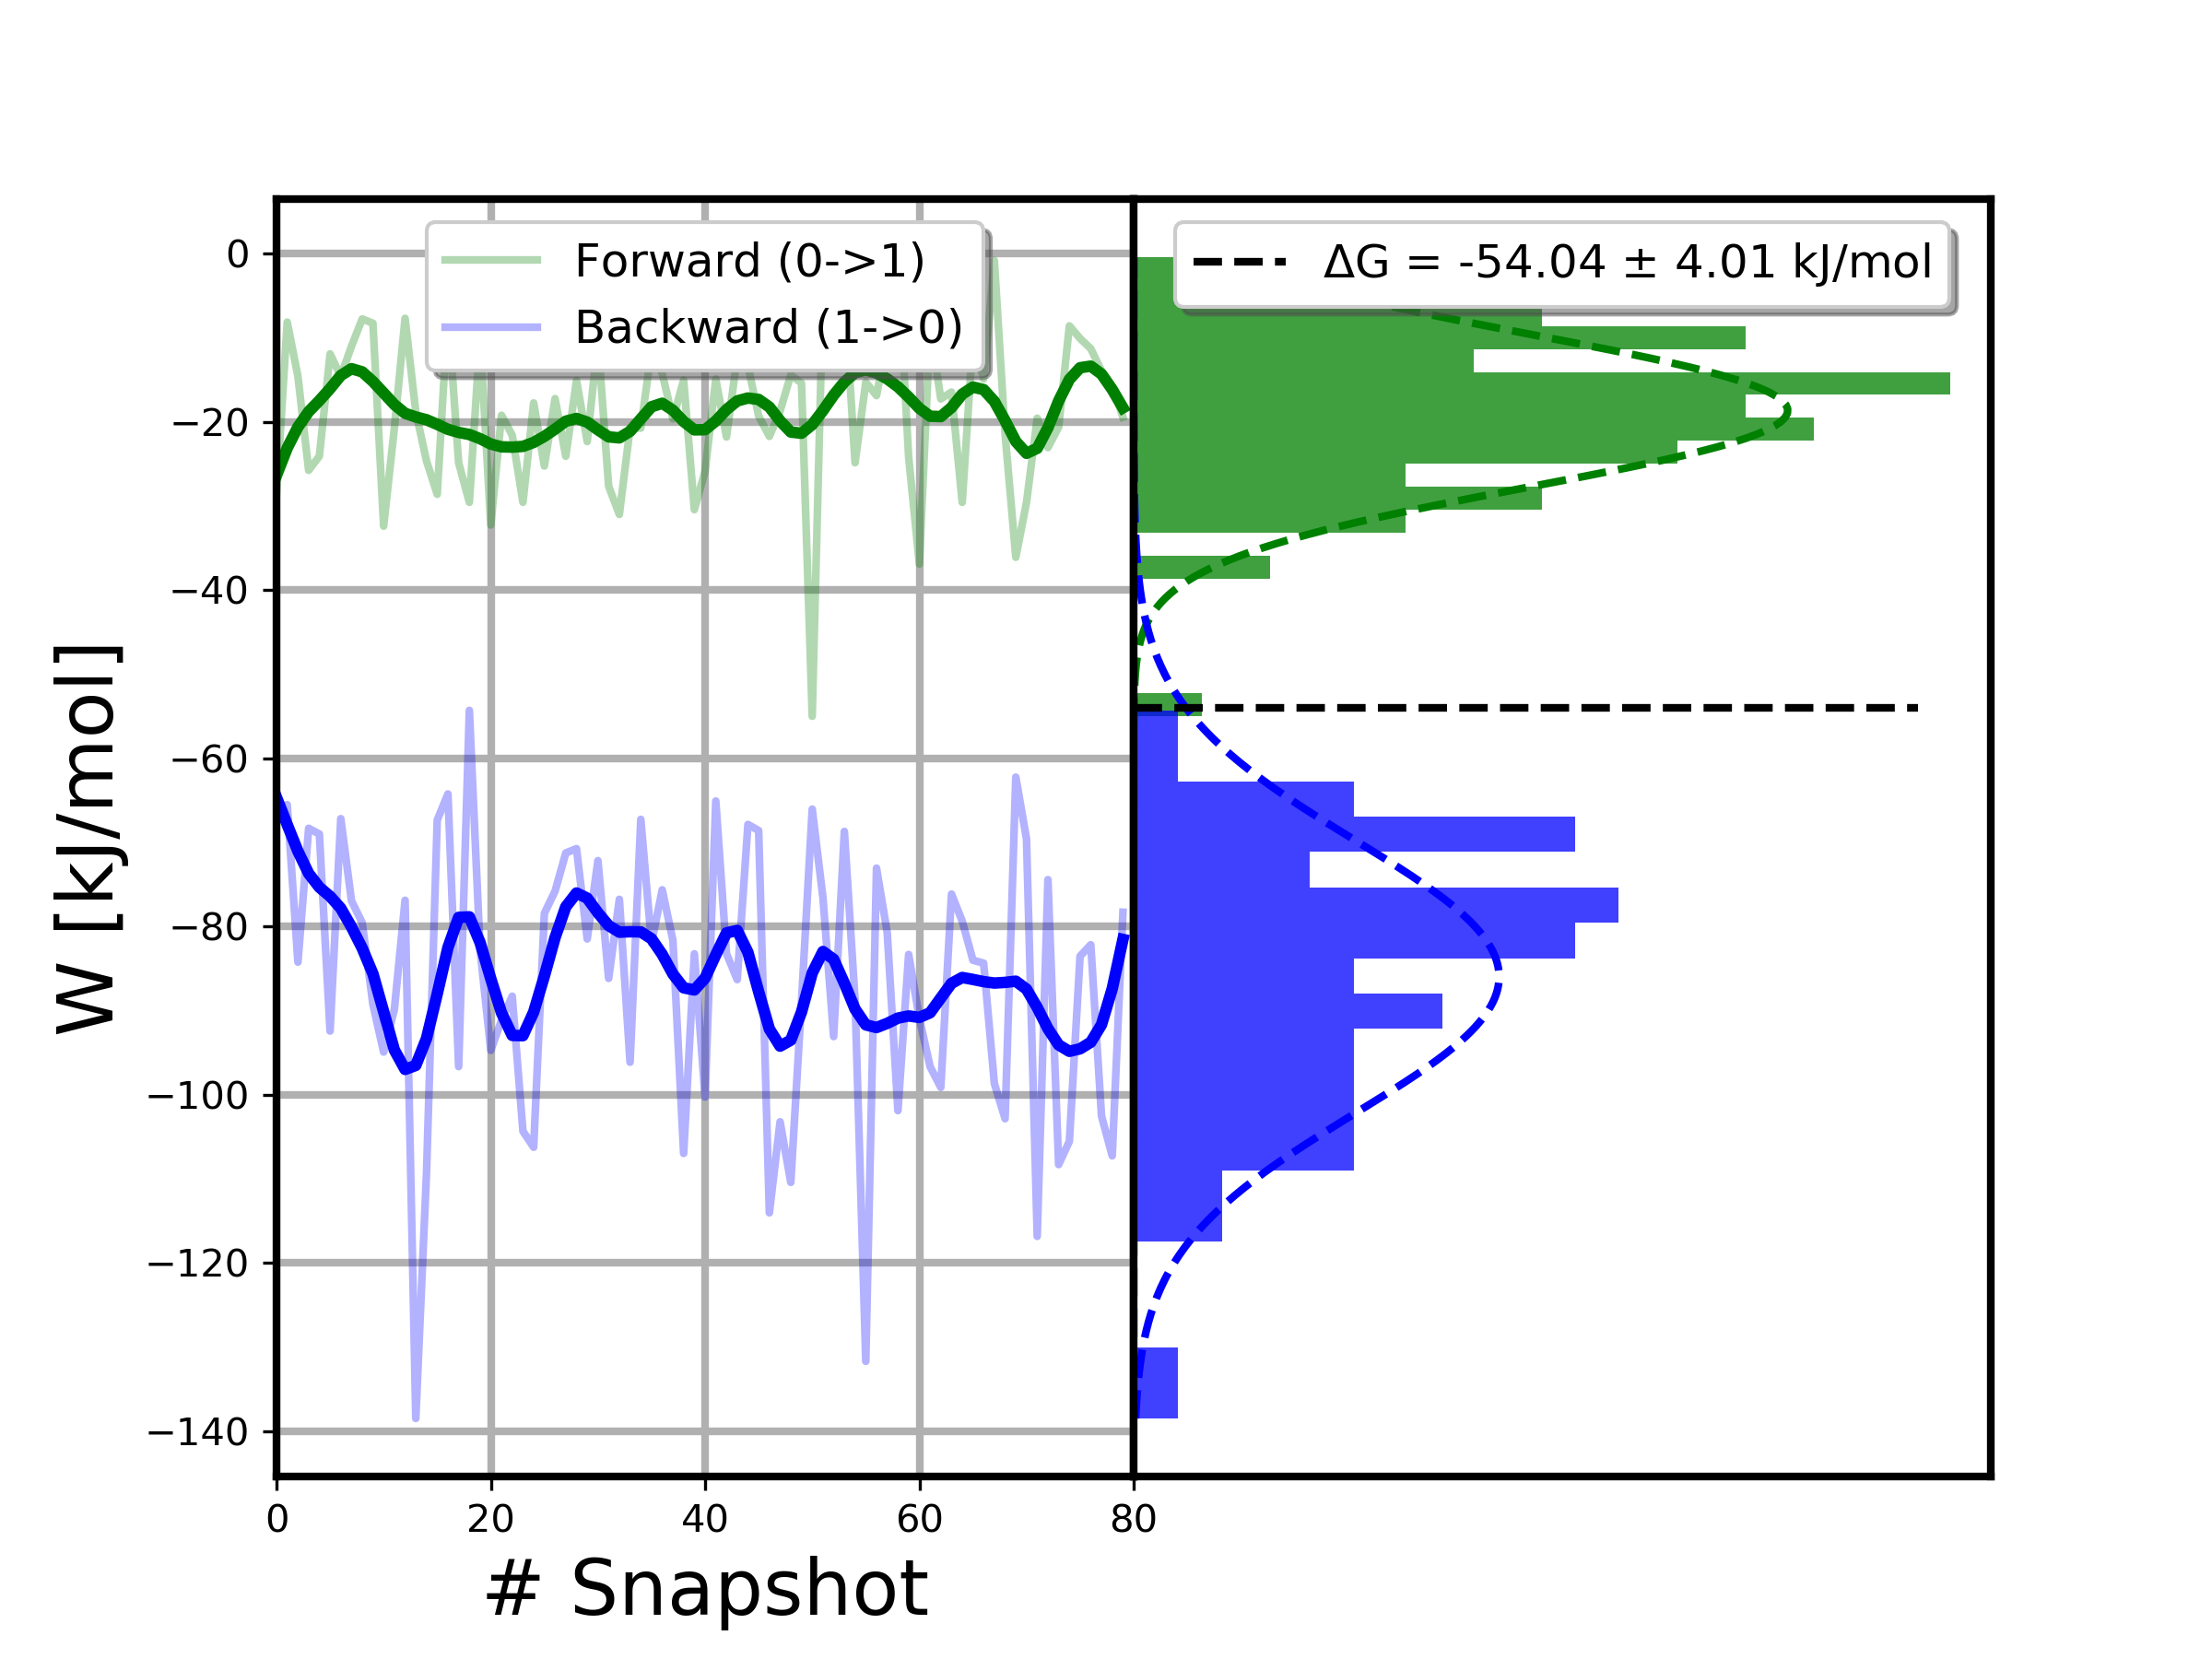 Forward (0->1)
Backward (1->0)
ΔG = -54.04 ± 4.01 kJ/mol
0
−20
−40
−60
−80
−100
−120
−140
W [kJ/mol]
0 20 40 60 80
# Snapshot